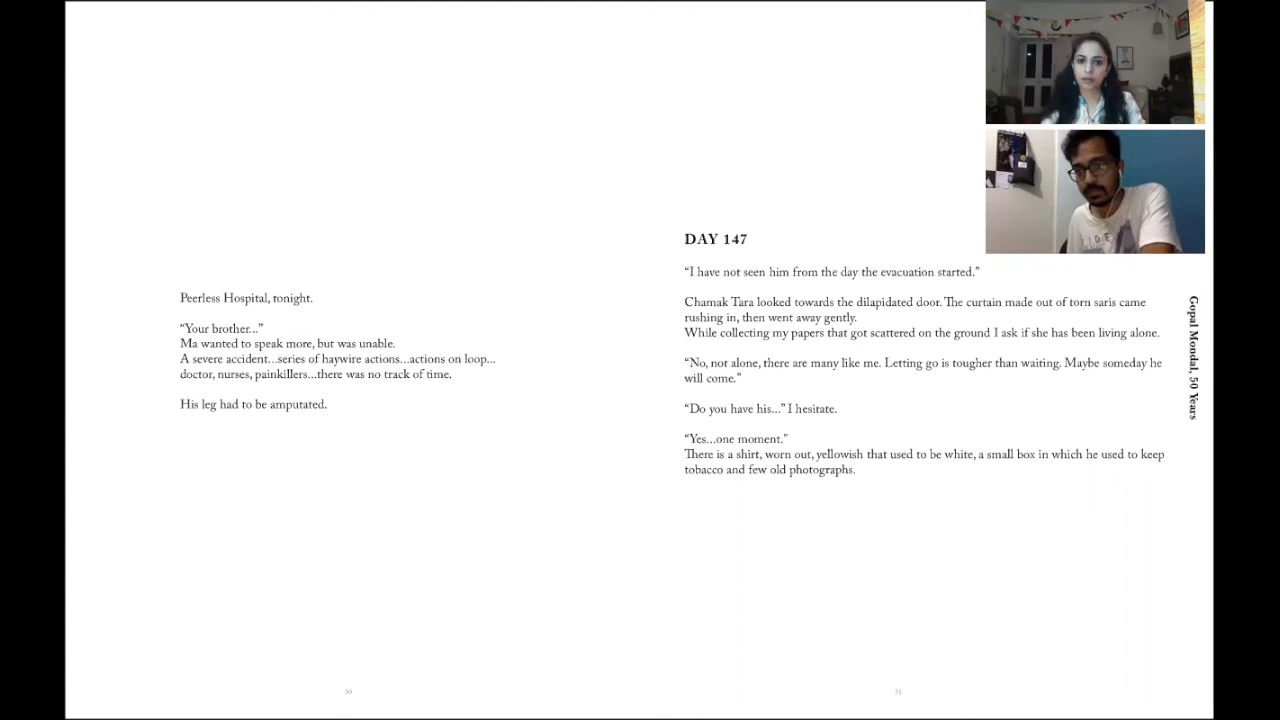 Peerless Hospital, tonight.
“Your brother...”
Ma wanted to speak more, but was unable.
A severe accident...series of haywire actions...actions on loop...
doctor, nurses, painkillers...there was no track of time.
His leg had to be amputated.
30
DAY 147
“I have not seen him from the day the evacuation started.”
Chamak Tara looked towards the dilapidated door. The curtain made out of torn saris came
rushing in, then went away gently.
While collecting my papers that got scattered on the ground I ask if she has been living alone.
“No, not alone, there are many like me. Letting go is tougher than waiting. Maybe someday he
will come.”
“Do you have his...” I hesitate.
“Yes...one moment.”
There is a shirt, worn out, yellowish that used to be white, a small box in which he used to keep
tobacco and few old photographs.
Gopal Mondal, 50 Years
31